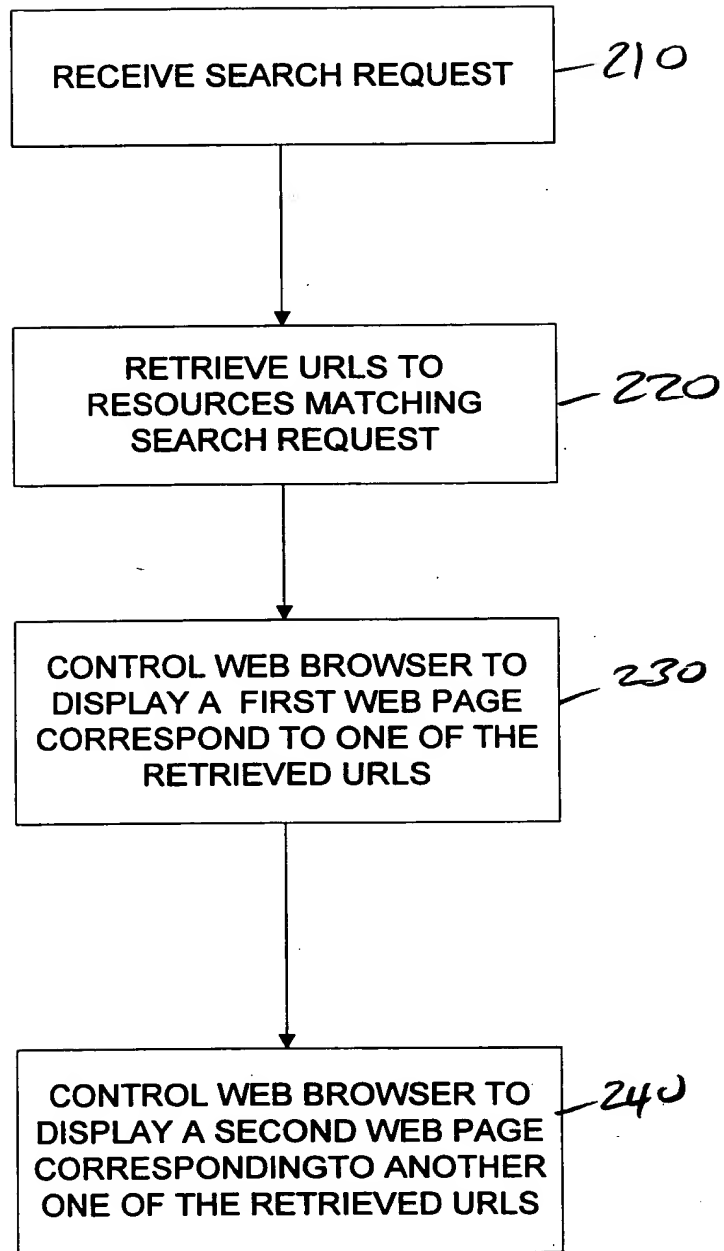 RECEIVE SEARCH REQUEST
210
RETRIEVE URLS TO
RESOURCES MATCHING
SEARCH REQUEST
220
CONTROL WEB BROWSER TO
DISPLAY A FIRST WEB PAGE
CORRESPOND TO ONE OF THE
RETRIEVED URLS
230
CONTROL WEB BROWSER TO
DISPLAY A SECOND WEB PAGE
CORRESPONDINGTO ANOTHER
ONE OF THE RETRIEVED URLS
240